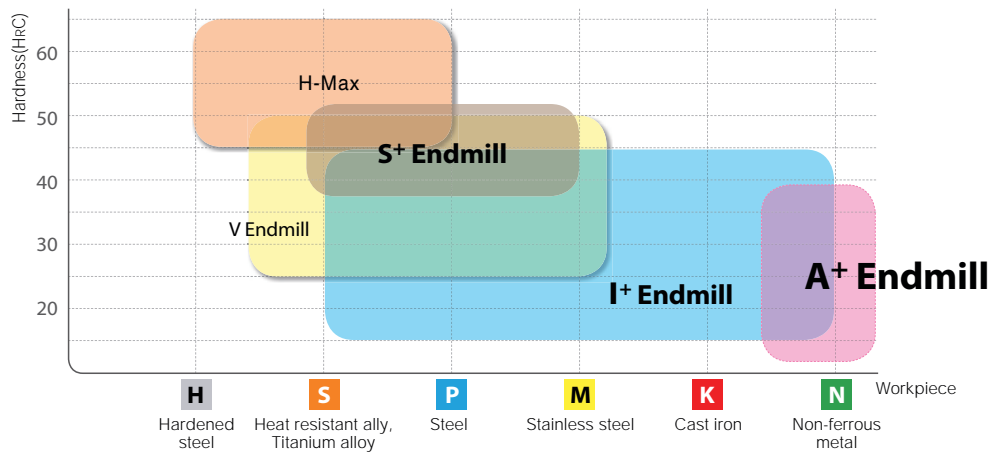 Hardness(HRC)
60
50
40
30
20
H-Max
S+ Endmill
V Endmill
I+ Endmill
A+ Endmill
H
S
P
M
K
N
Workpiece
Hardened
steel
Heat resistant ally,
Titanium alloy
Steel
Stainless steel
Cast iron
Non-ferrous
metal